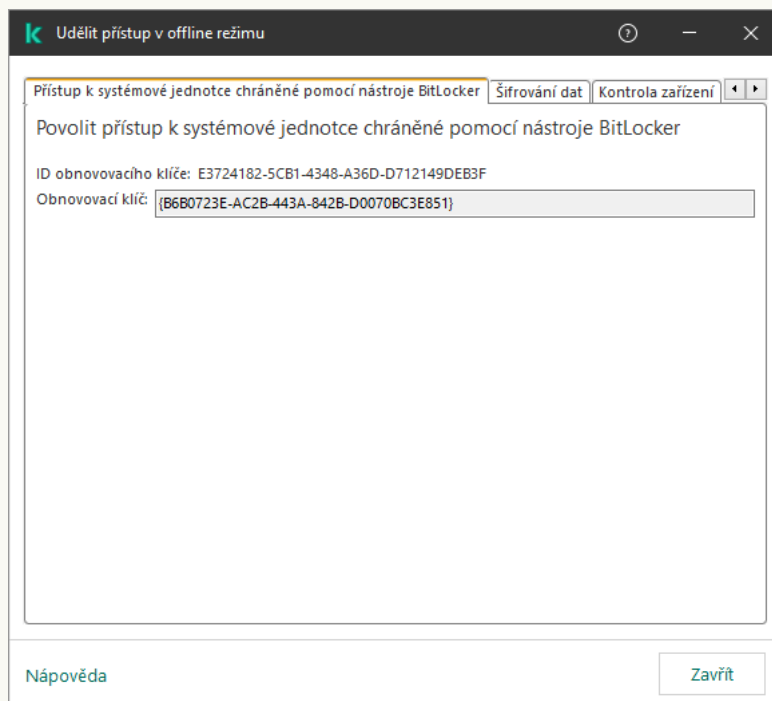 Udělit přístup v offline režimu
Přístup k systémové jednotce chráněné pomocí nástroje BitLocker
Šifrování dat
Kontrola zařízení
Povolit přístup k systémové jednotce chráněné pomocí nástroje BitLocker
ID obnovovacího klíče: E3724182-5CB1-4348-A36D-D712149DEB3F
Obnovovací klíč: {B6B0723E-AC2B-443A-842B-D0070BC3E851}
Nápověda
Zavřít